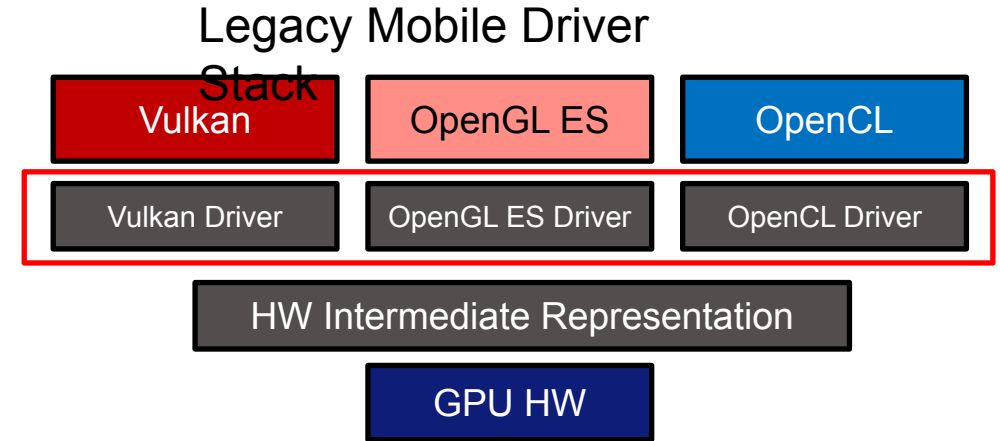 Legacy Mobile Driver
Stack
Vulkan
OpenGL ES
OpenCL
Vulkan Driver
OpenGL ES Driver
OpenCL Driver
HW Intermediate Representation
GPU HW